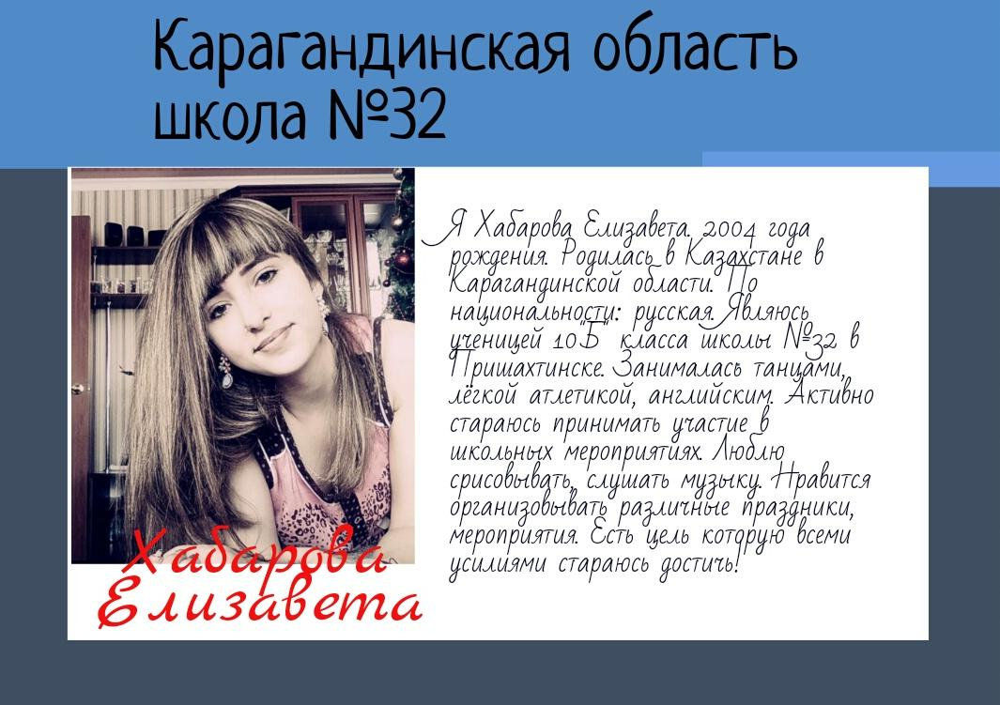 Карагандинская область
школа №32
Я Хабарова Елизавета. 2004 года
рождения. Родилась в Казахстане в
Карагандинской области. По
национальности: русская. Являюсь
ученицей 10"Б" класса школы №32 в
Пришахтинске. Занималась танцами,
лёгкой атлетикой, английским. Активно
стараюсь принимать участие в
школьных мероприятиях. Люблю
срисовывать, слушать музыку. Нравится
организовывать различные праздники,
мероприятия. Есть цель которую всеми
усилиями стараюсь достичь!
Хабарова
Елизавета